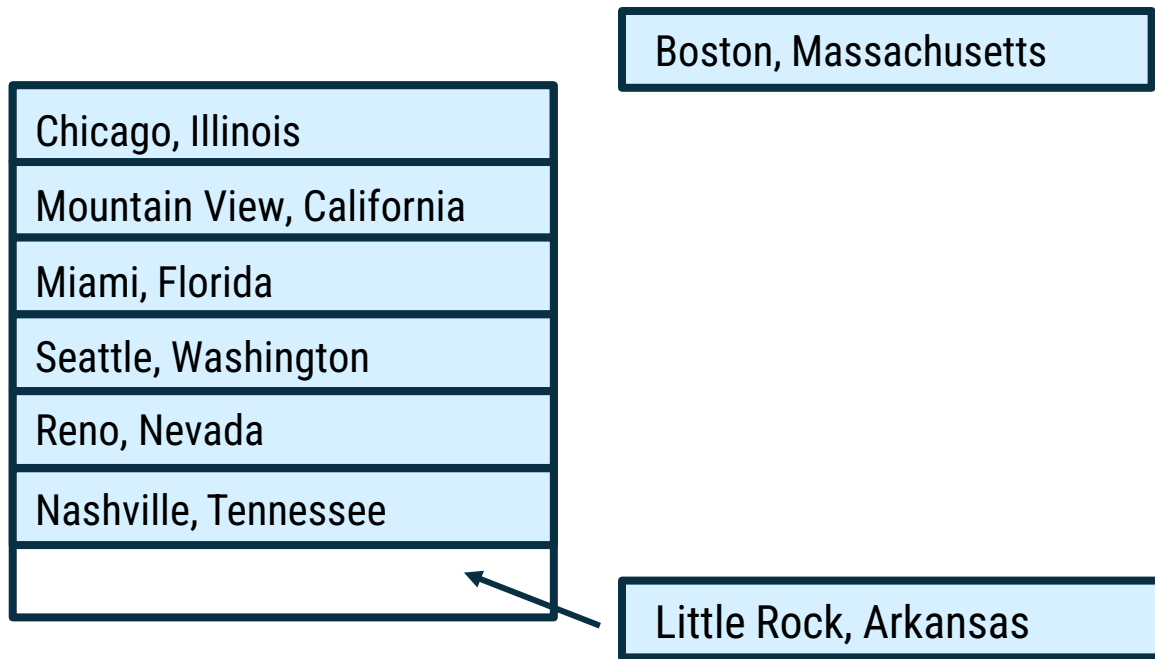 Boston, Massachusetts
Chicago, Illinois
Mountain View, California
Miami, Florida
Seattle, Washington
Reno, Nevada
Nashville, Tennessee
Little Rock, Arkansas